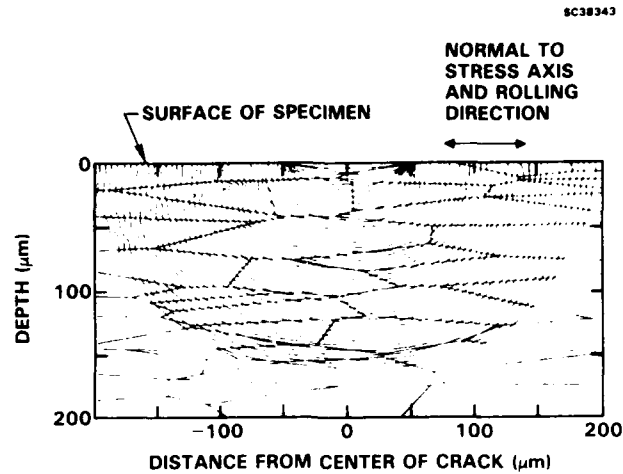 SC38343
NORMAL TO
STRESS AXIS
AND ROLLING
DIRECTION
SURFACE OF SPECIMEN
0
100
200
DEPTH (μm)
−100 0 100 200
DISTANCE FROM CENTER OF CRACK (μm)